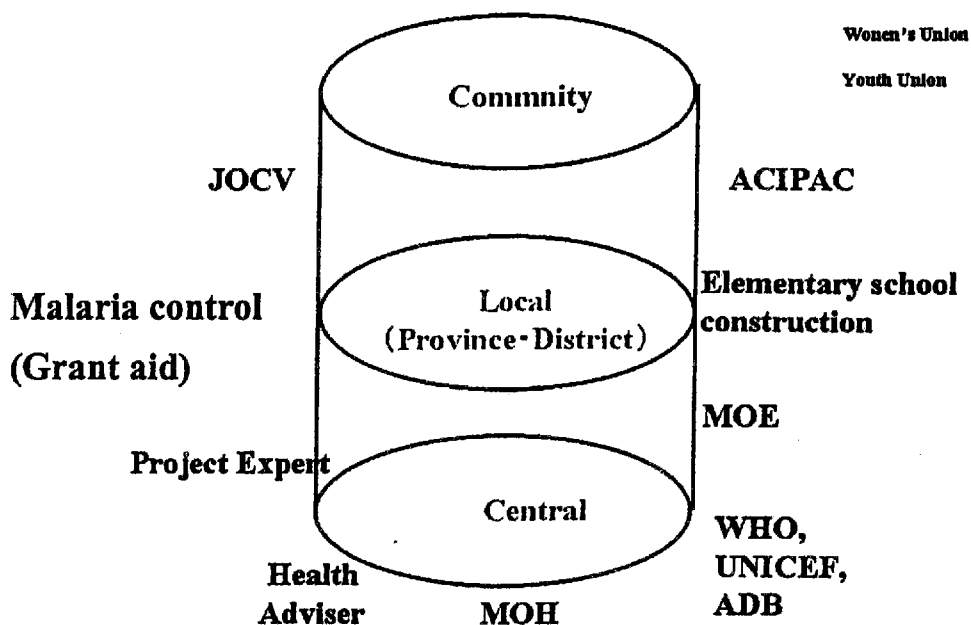 Wonen's Union
Youth Union
Commnity
JOCV
ACIPAC
Malaria control
(Grant aid)
Local
(Province-District)
Elementary school
construction
MOE
Project Expert
Central
WHO,
UNICEF,
ADB
Health
Adviser
MOH